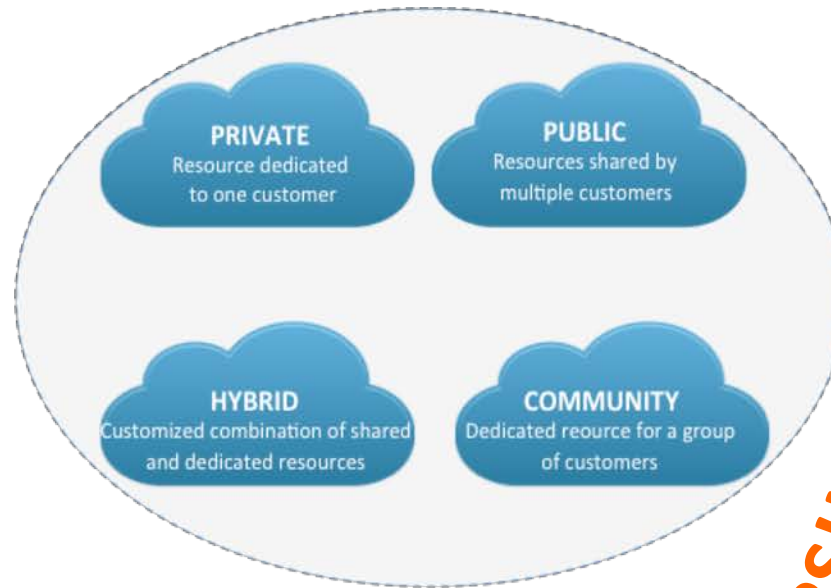 PRIVATE
Resource dedicated
to one customer
PUBLIC
Resources shared by
multiple customers
HYBRID
Customized combination of shared
and dedicated resources
COMMUNITY
Dedicated reource for a group
of customers